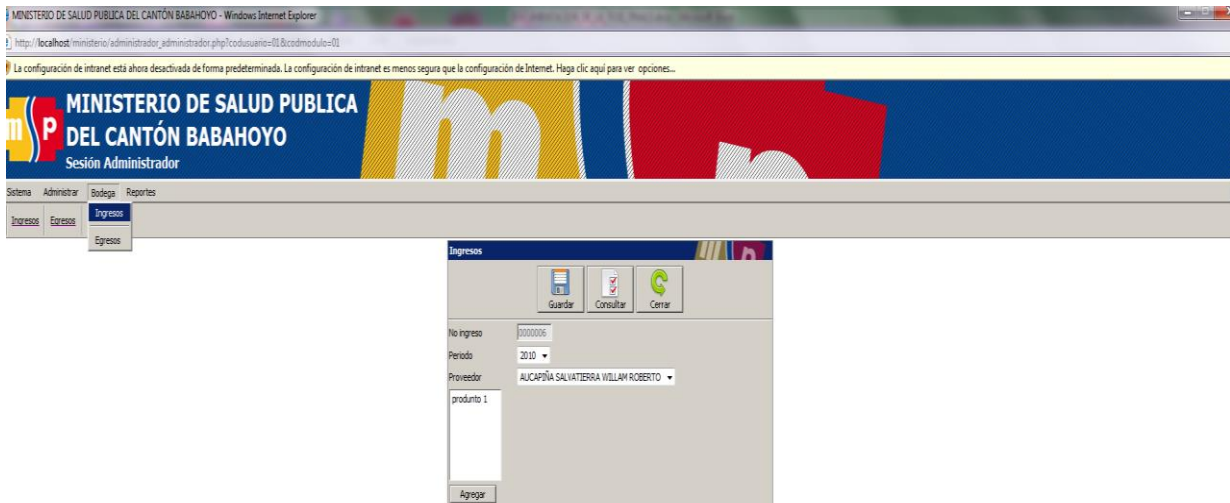 MINISTERIO DE SALUD PUBLICA DEL CANTÓN BABAHOYO - Windows Internet Explorer
http://localhost/ministerio/administrador_administrador.php?codusuario=01&codmodulo=01
La configuración de intranet está ahora desactivada de forma predeterminada. La configuración de intranet es menos segura que la configuración de Internet. Haga clic aquí para ver opciones...
m p
MINISTERIO DE SALUD PUBLICA
DEL CANTÓN BABAHOYO
Sesión Administrador
Sistema Administrar Bodega Reportes
Ingresos Egresos
Ingresos
Egresos
Ingresos
Guardar Consultar Cerrar
No ingreso 0000006
Periodo 2010
Proveedor AUCAPIÑA SALVATIERRA WILLAM ROBERTO
produnto 1
Agregar